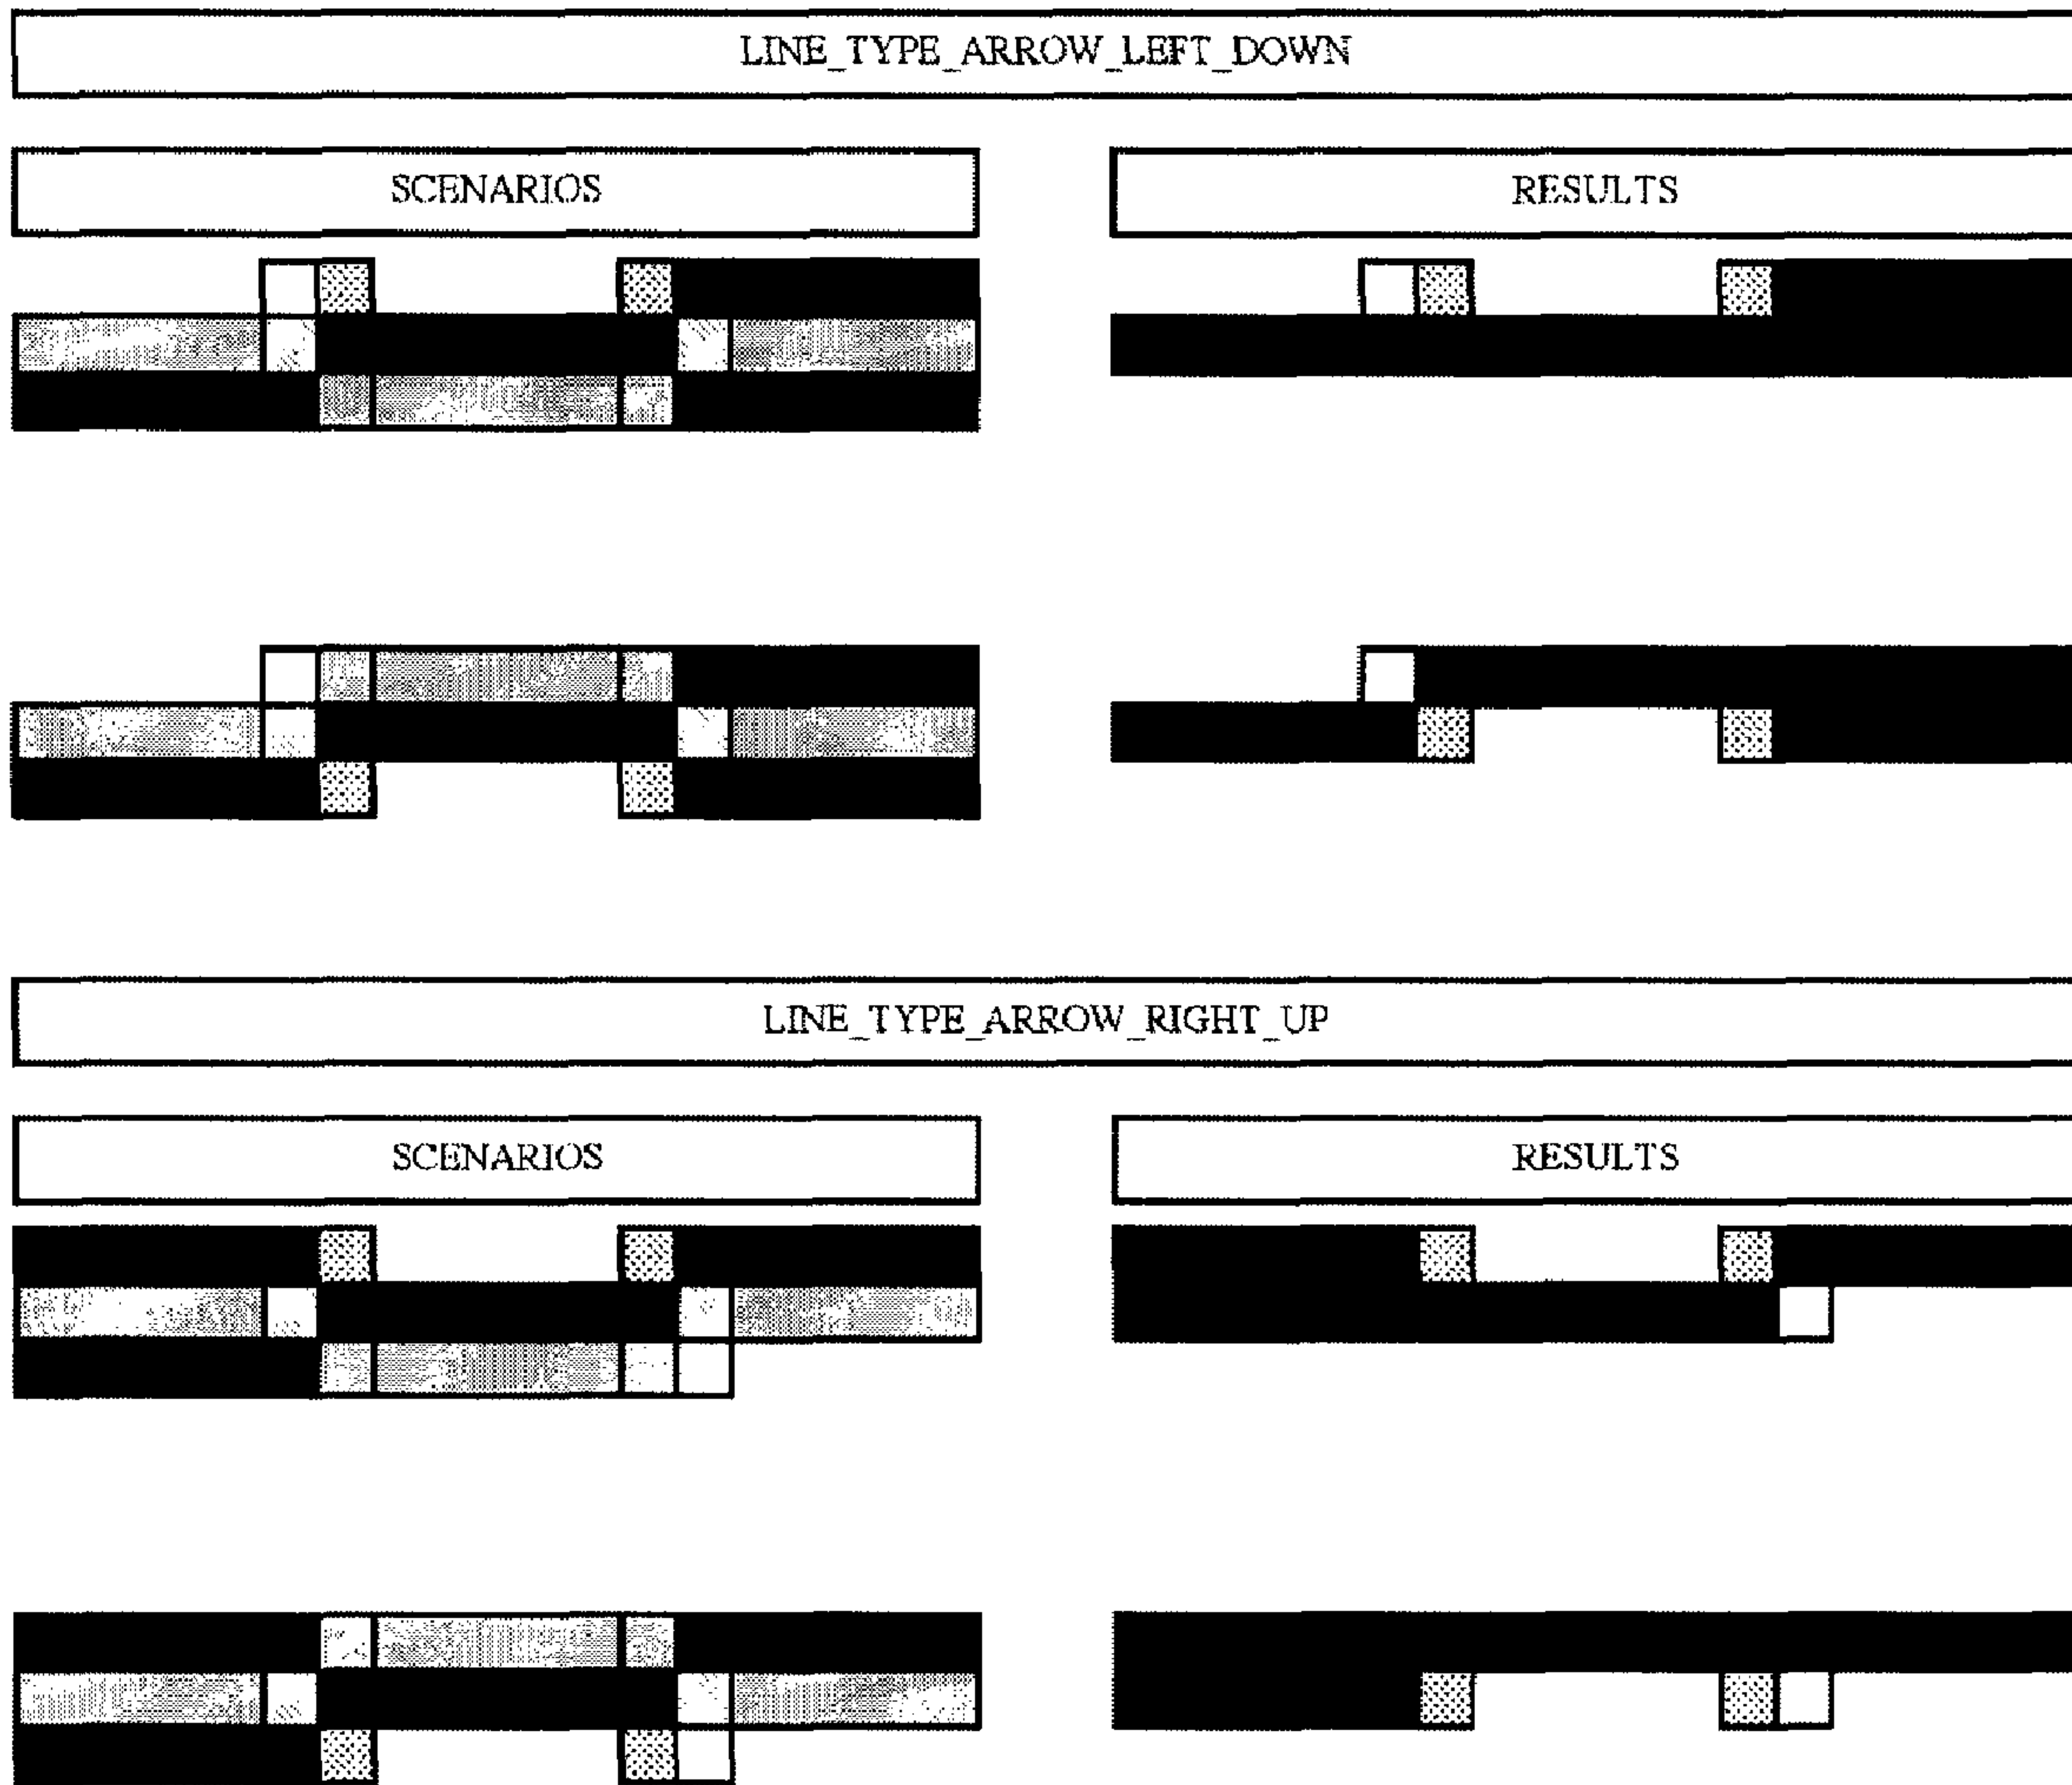 LINE_TYPE_ARROW_LEFT_DOWN
SCENARIOS RESULTS
LINE_TYPE_ARROW_RIGHT_UP
SCENARIOS RESULTS